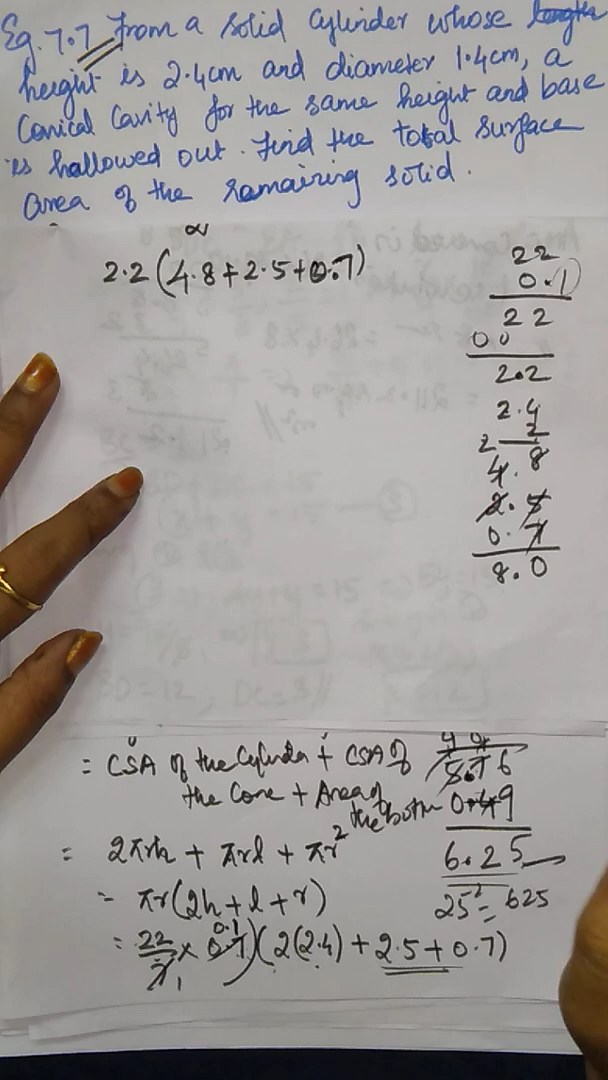 Eg. 7.7 From a solid cylinder whose length
height is 2.4cm and diameter 1.4cm, a
Conical Cavity for the same height and base
is hallowed out. Find the total surface
area of the remaining solid.
2.2(4.8+2.5+0.7)
22
0.1
22
00
2.2
2.4
2
2
4.8
2.5
0.7
8.0
= CSA of the Cylinder + CSA of
the Cone + Area of
the bottom
= 2πrh + πrl + πr²
= πr(2h + l + r)
0.1
= 22/7 × 0.7)(2(2.4) + 2.5 + 0.7)
1
5.76
0.49
6.25
25² = 625